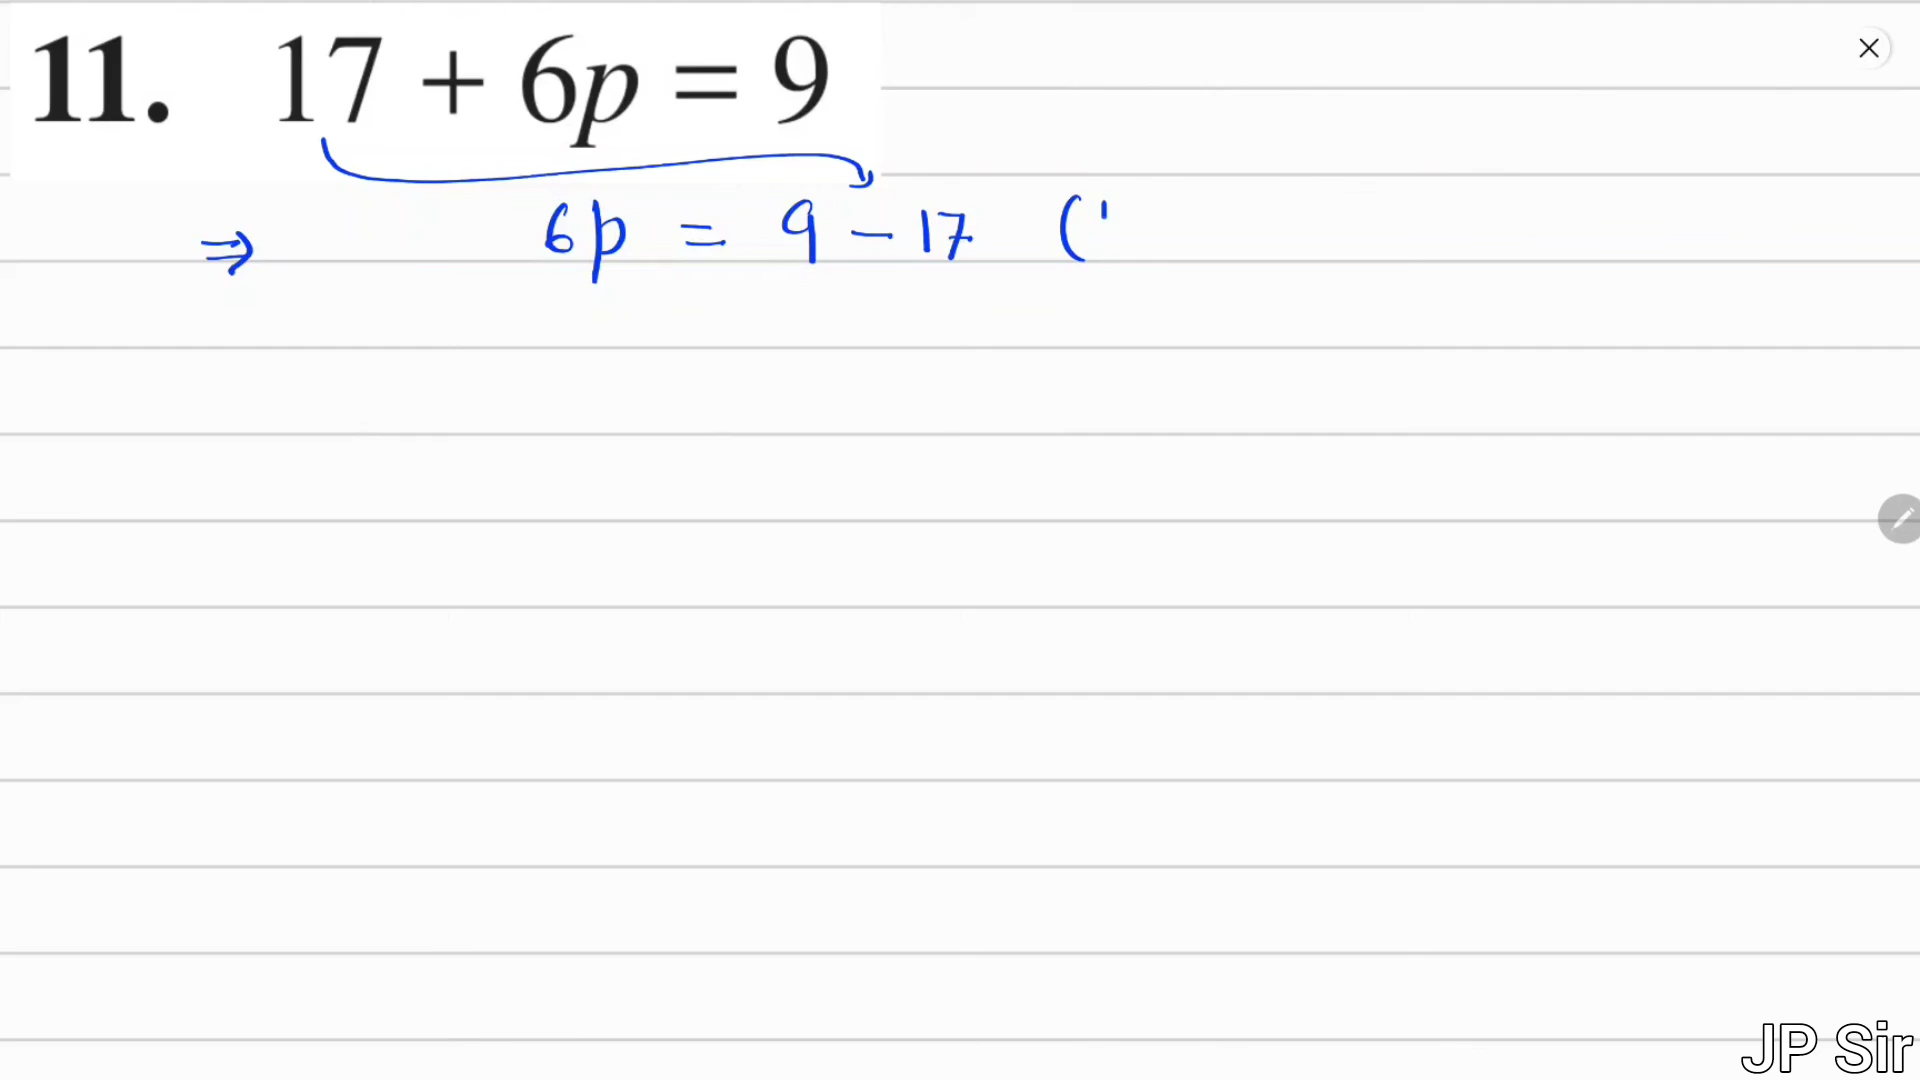 11. 17 + 6p = 9
⇒ 6p = 9 - 17 (
JP Sir